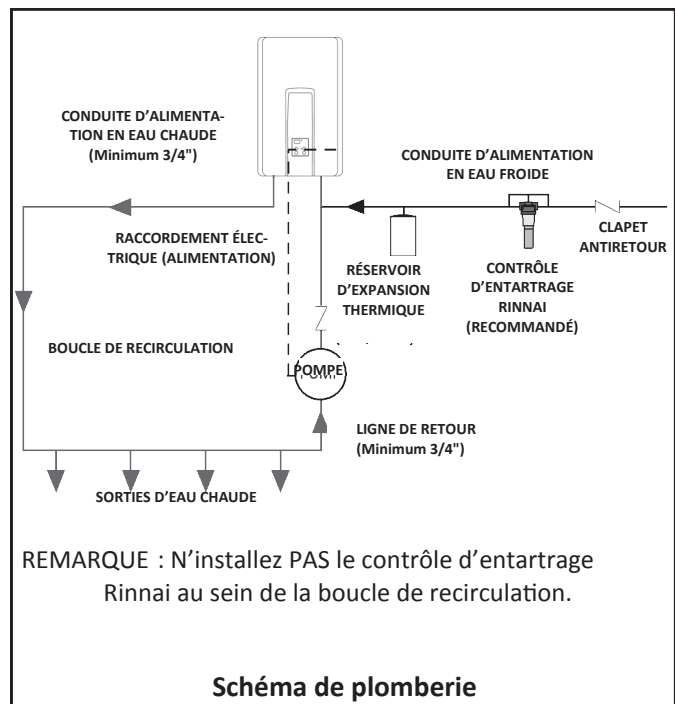 CONDUITE D’ALIMENTA-
TION EN EAU CHAUDE
(Minimum 3/4")
CONDUITE D’ALIMENTATION
EN EAU FROIDE
RACCORDEMENT ÉLEC-
TRIQUE (ALIMENTATION)
CLAPET
ANTIRETOUR
RÉSERVOIR
D’EXPANSION
THERMIQUE
CONTRÔLE
D’ENTARTRAGE
RINNAI
(RECOMMANDÉ)
BOUCLE DE RECIRCULATION
POMPE
LIGNE DE RETOUR
(Minimum 3/4")
SORTIES D’EAU CHAUDE
REMARQUE : N’installez PAS le contrôle d’entartrage
Rinnai au sein de la boucle de recirculation.
Schéma de plomberie